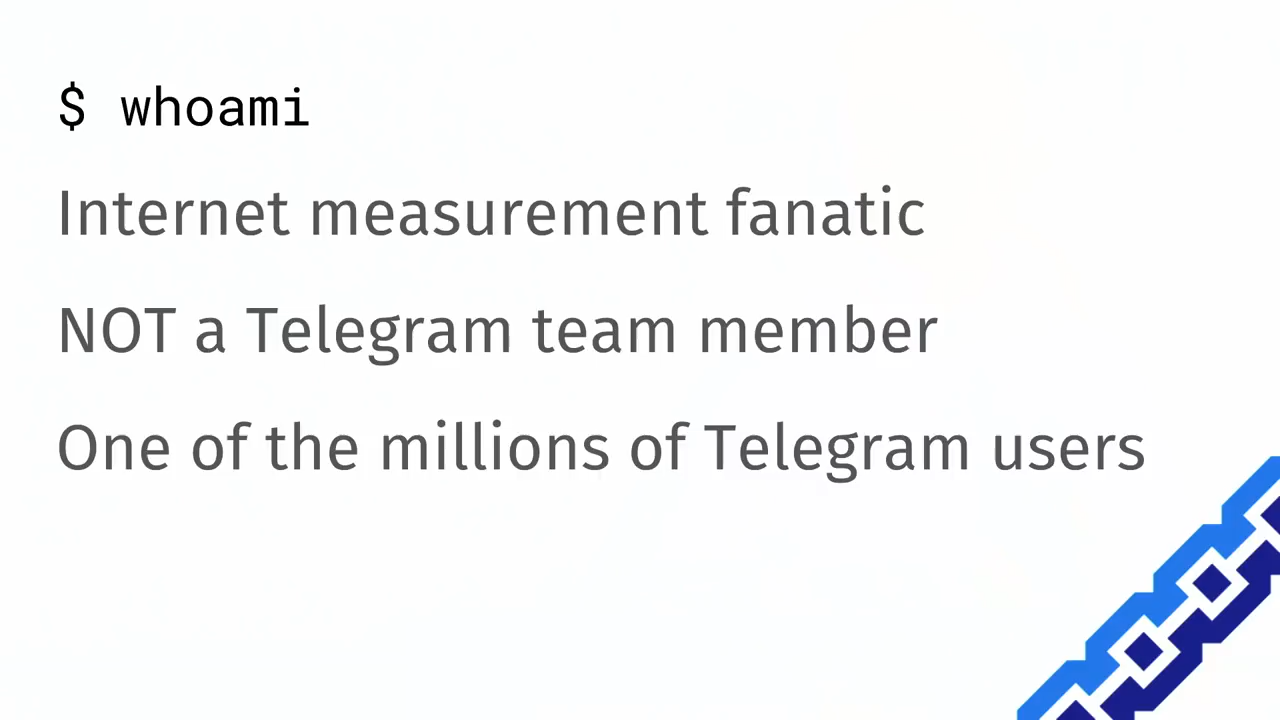 $ whoami
Internet measurement fanatic
NOT a Telegram team member
One of the millions of Telegram users